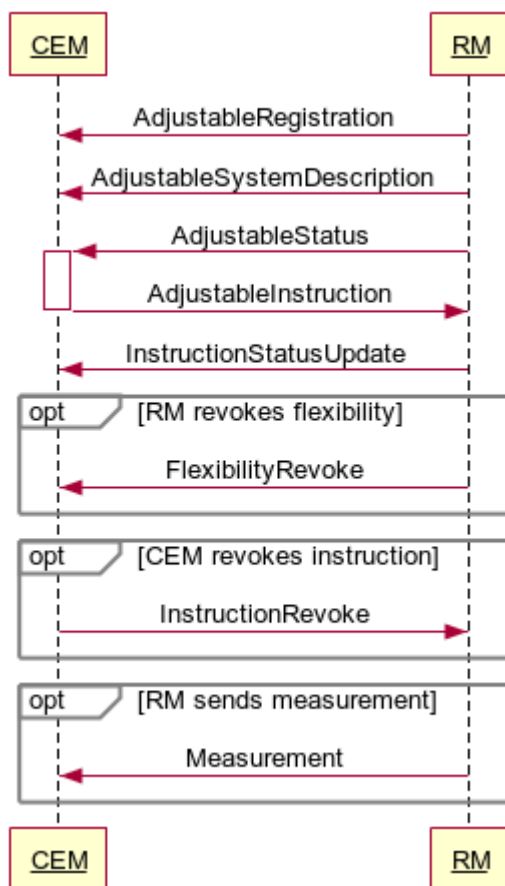 CEM RM
AdjustableRegistration
AdjustableSystemDescription
AdjustableStatus
AdjustableInstruction
InstructionStatusUpdate
opt [RM revokes flexibility]
FlexibilityRevoke
opt [CEM revokes instruction]
InstructionRevoke
opt [RM sends measurement]
Measurement
CEM RM